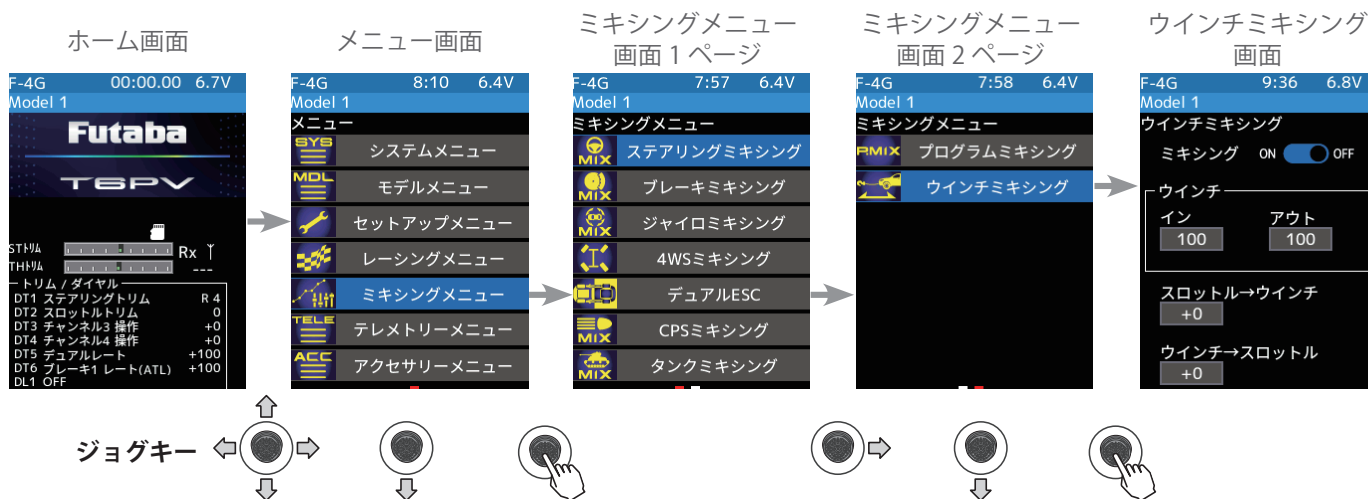 ホーム画面
F-4G 00:00.00 6.7V
Model 1
Futaba
T6PV
STﾄﾘﾑ Rx
THﾄﾘﾑ ---
トリム / ダイヤル
DT1 ステアリングトリム R 4
DT2 スロットルトリム 0
DT3 チャンネル3 操作 +0
DT4 チャンネル4 操作 +0
DT5 デュアルレート +100
DT6 ブレーキ1 レート(ATL) +100
DL1 OFF
メニュー画面
F-4G 8:10 6.4V
Model 1
メニュー
SYS システムメニュー
MDL モデルメニュー
セットアップメニュー
レーシングメニュー
ミキシングメニュー
TELE テレメトリーメニュー
ACC アクセサリーメニュー
ミキシングメニュー
画面 1 ページ
F-4G 7:57 6.4V
Model 1
ミキシングメニュー
MIX ステアリングミキシング
MIX ブレーキミキシング
MIX ジャイロミキシング
4WSミキシング
デュアルESC
MIX CPSミキシング
MIX タンクミキシング
ミキシングメニュー
画面 2 ページ
F-4G 7:58 6.4V
Model 1
ミキシングメニュー
PMIX プログラムミキシング
ウインチミキシング
ウインチミキシング
画面
F-4G 9:36 6.8V
Model 1
ウインチミキシング
ミキシング ON OFF
ウインチ
イン アウト
100 100
スロットル→ウインチ
+0
ウインチ→スロットル
+0
ジョグキー